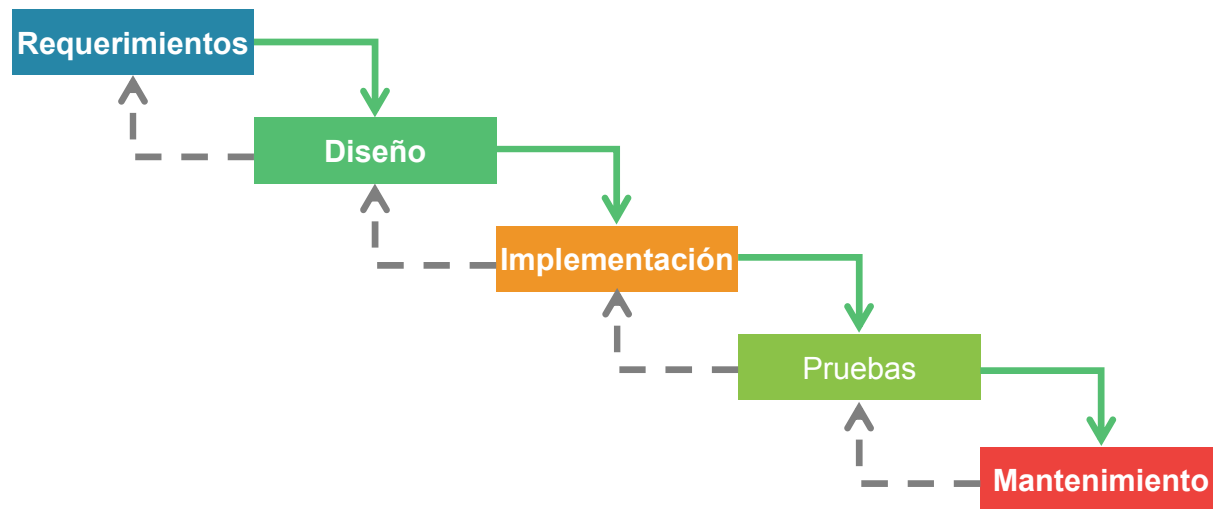 Requerimientos
Diseño
Implementación
Pruebas
Mantenimiento